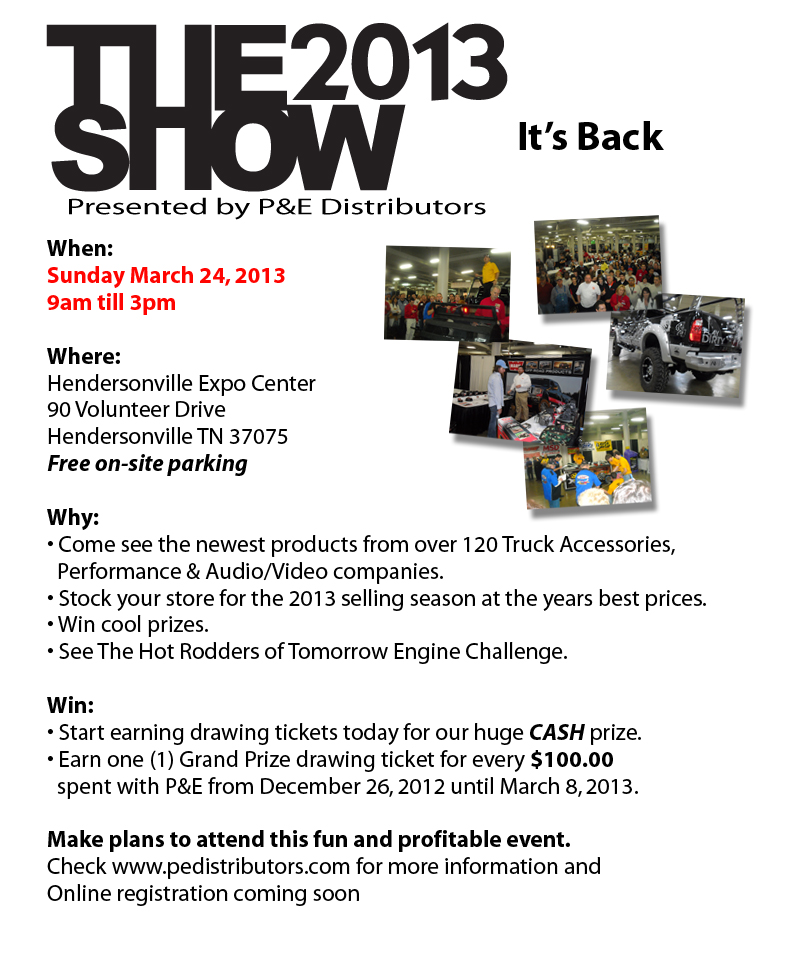 THE 2013
SHOW
It's Back
Presented by P&E Distributors
When:
Sunday March 24, 2013
9am till 3pm
Where:
Hendersonville Expo Center
90 Volunteer Drive
Hendersonville TN 37075
Free on-site parking
DIRTY
Why:
• Come see the newest products from over 120 Truck Accessories,
Performance & Audio/Video companies.
• Stock your store for the 2013 selling season at the years best prices.
• Win cool prizes.
• See The Hot Rodders of Tomorrow Engine Challenge.
Win:
• Start earning drawing tickets today for our huge CASH prize.
• Earn one (1) Grand Prize drawing ticket for every $100.00
spent with P&E from December 26, 2012 until March 8, 2013.
Make plans to attend this fun and profitable event.
Check www.pedistributors.com for more information and
Online registration coming soon